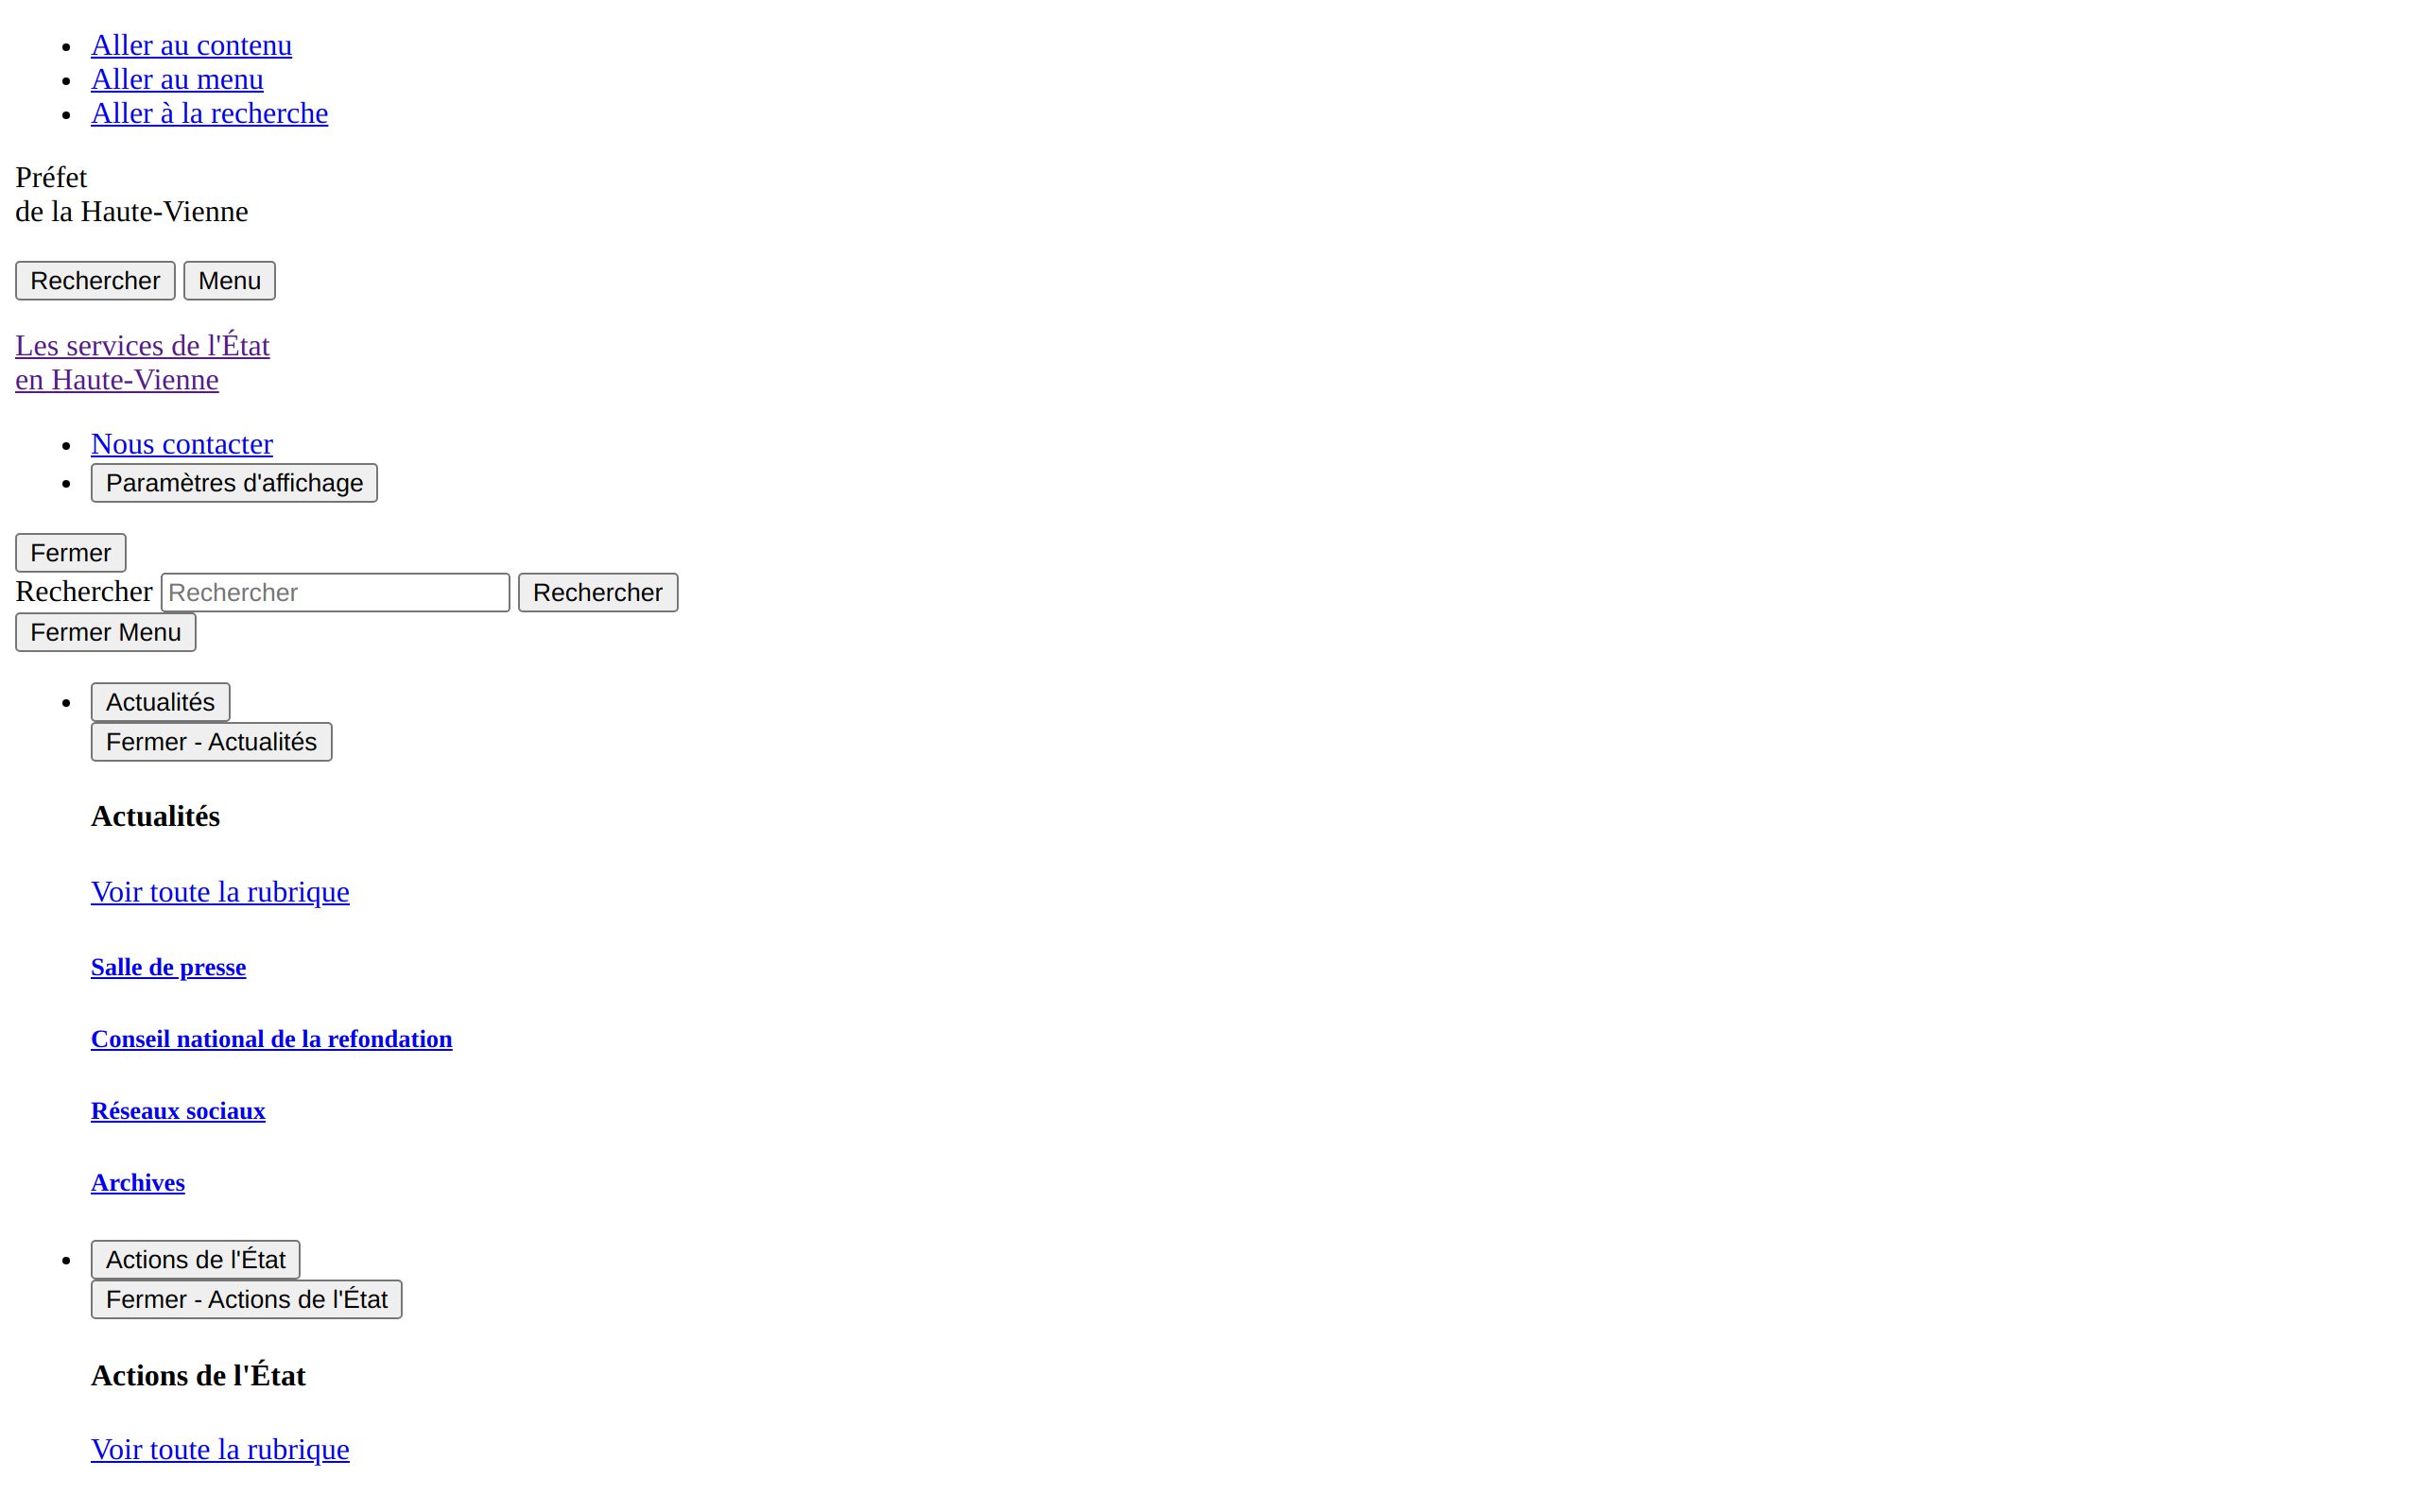 Aller au contenu
Aller au menu
Aller à la recherche
Préfet
de la Haute-Vienne
Rechercher Menu
Les services de l'État
en Haute-Vienne
Nous contacter
Paramètres d'affichage
Fermer
Rechercher Rechercher Rechercher
Fermer Menu
Actualités
Fermer - Actualités
Actualités
Voir toute la rubrique
Salle de presse
Conseil national de la refondation
Réseaux sociaux
Archives
Actions de l'État
Fermer - Actions de l'État
Actions de l'État
Voir toute la rubrique